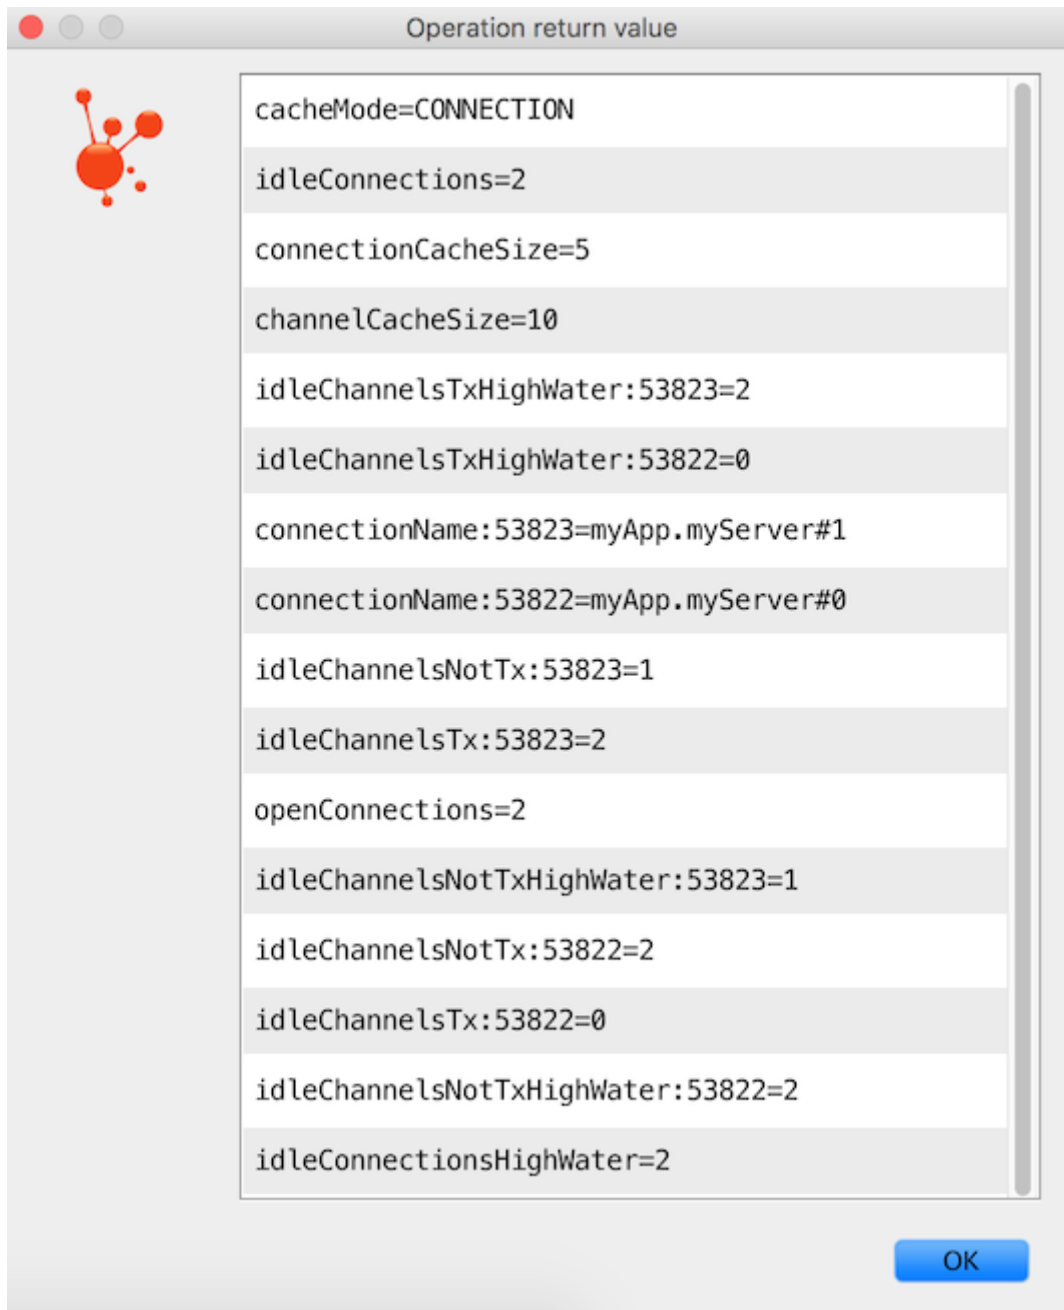 Operation return value
cacheMode=CONNECTION
idleConnections=2
connectionCacheSize=5
channelCacheSize=10
idleChannelsTxHighWater:53823=2
idleChannelsTxHighWater:53822=0
connectionName:53823=myApp.myServer#1
connectionName:53822=myApp.myServer#0
idleChannelsNotTx:53823=1
idleChannelsTx:53823=2
openConnections=2
idleChannelsNotTxHighWater:53823=1
idleChannelsNotTx:53822=2
idleChannelsTx:53822=0
idleChannelsNotTxHighWater:53822=2
idleConnectionsHighWater=2
OK